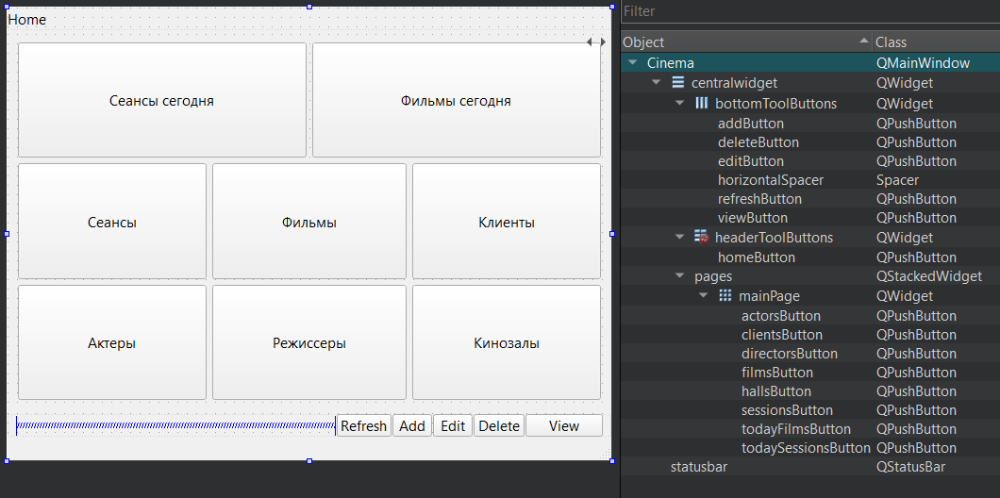 Home
Сеансы сегодня
Фильмы сегодня
Сеансы
Фильмы
Клиенты
Актеры
Режиссеры
Кинозалы
Refresh
Add
Edit
Delete
View
Filter
Object Class
Cinema QMainWindow
centralwidget QWidget
bottomToolButtons QWidget
addButton QPushButton
deleteButton QPushButton
editButton QPushButton
horizontalSpacer Spacer
refreshButton QPushButton
viewButton QPushButton
headerToolButtons QWidget
homeButton QPushButton
pages QStackedWidget
mainPage QWidget
actorsButton QPushButton
clientsButton QPushButton
directorsButton QPushButton
filmsButton QPushButton
hallsButton QPushButton
sessionsButton QPushButton
todayFilmsButton QPushButton
todaySessionsButton QPushButton
statusbar QStatusBar